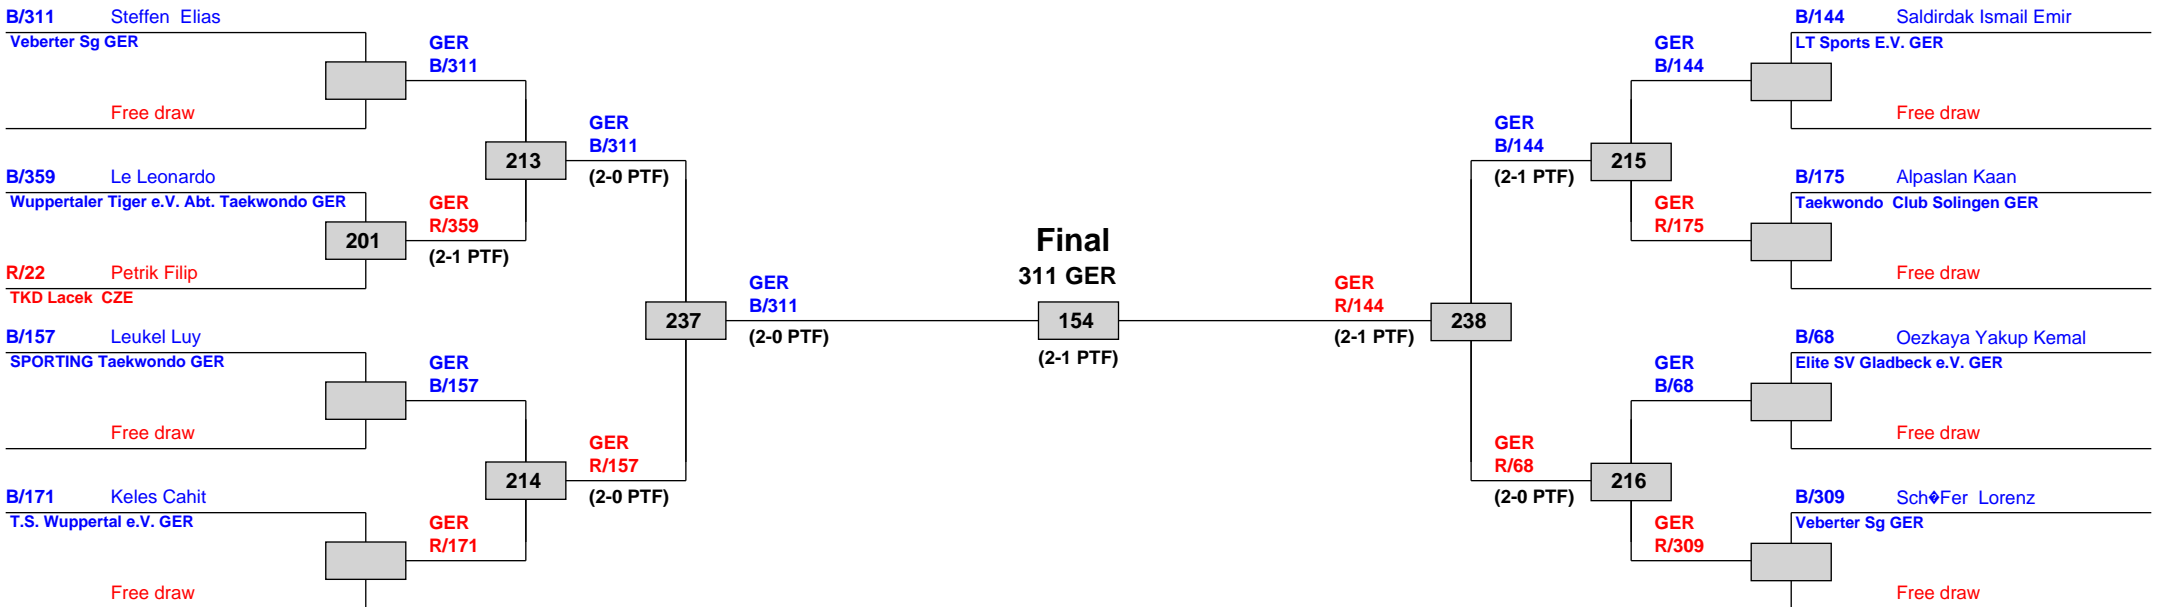 B/311 Steffen Elias
Veberter Sg GER
Free draw
GER
B/311
B/359 Le Leonardo
Wuppertaler Tiger e.V. Abt. Taekwondo GER
201
R/22 Petrik Filip
TKD Lacek CZE
GER
R/359
(2-1 PTF)
213
GER
B/311
(2-0 PTF)
B/157 Leukel Luy
SPORTING Taekwondo GER
Free draw
GER
B/157
B/171 Keles Cahit
T.S. Wuppertal e.V. GER
Free draw
GER
R/171
214
GER
R/157
(2-0 PTF)
237
GER
B/311
(2-0 PTF)
Final
311 GER
154
(2-1 PTF)
GER
R/144
(2-1 PTF)
238
GER
B/144
(2-1 PTF)
215
GER
B/144
B/144 Saldirdak Ismail Emir
LT Sports E.V. GER
Free draw
GER
R/175
B/175 Alpaslan Kaan
Taekwondo Club Solingen GER
Free draw
GER
R/68
(2-0 PTF)
216
GER
B/68
B/68 Oezkaya Yakup Kemal
Elite SV Gladbeck e.V. GER
Free draw
GER
R/309
B/309 Sch�Fer Lorenz
Veberter Sg GER
Free draw